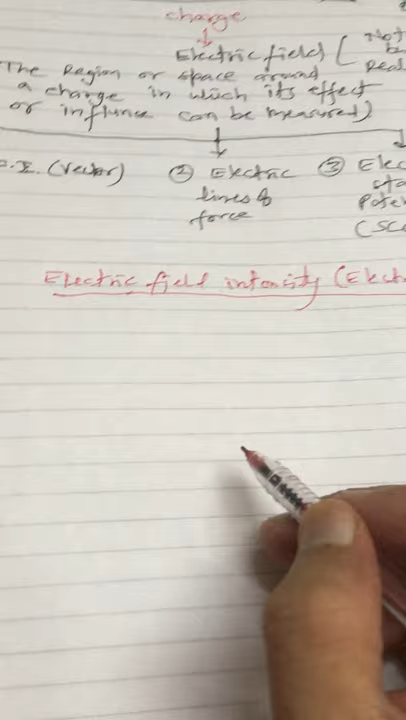 charge
Electric field (Not
The Region or space around
a charge in which its effect
or influnce can be measured)
(Vector) ② Electric ③
lines of
force
Electric field intensity (